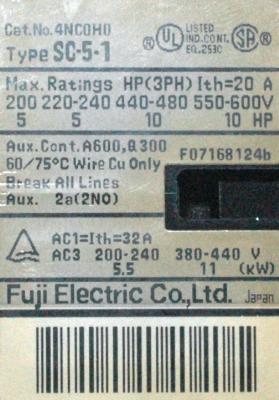 Cat.No.4NC0H0
Type SC-5-1
UL LISTED
IND.CONT.
EQ.253C
SA
Max. Ratings HP(3PH) Ith=20 A
200 220-240 440-480 550-600V
5 5 10 10 HP
Aux.Cont.A600,Q300
60/75°C Wire Cu Only
Break All Lines
Aux. 2a(2NO)
F07168124b
AC1=Ith=32A
AC3 200-240 380-440 V
5.5 11 (kW)
Fuji Electric Co.,Ltd. Japan